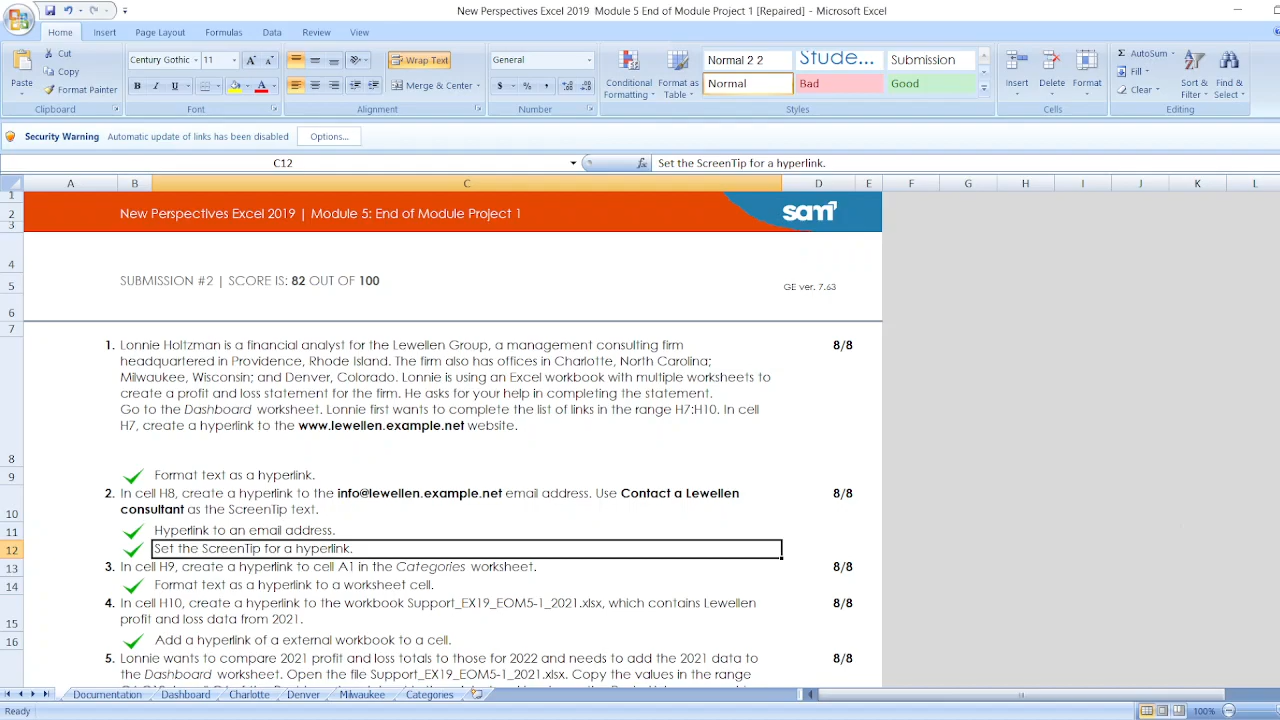 New Perspectives Excel 2019 Module 5 End of Module Project 1 [Repaired] - Microsoft Excel
Home Insert Page Layout Formulas Data Review View
Paste
Cut
Copy
Format Painter
Clipboard
Century Gothic 11
B I U
Font
Wrap Text
Merge & Center
Alignment
General
$ % ,
Number
Conditional Formatting
Format as Table
Normal 2 2 Stude... Submission
Normal Bad Good
Styles
Insert Delete Format
Cells
AutoSum
Fill
Clear
Sort & Filter
Find & Select
Editing
Security Warning Automatic update of links has been disabled Options...
C12 fx Set the ScreenTip for a hyperlink.
A B C D E F G H I J K L
1
2
3
4
5
6
7
8
9
10
11
12
13
14
15
16
New Perspectives Excel 2019 | Module 5: End of Module Project 1 sam
SUBMISSION #2 | SCORE IS: 82 OUT OF 100
GE ver. 7.63
1. Lonnie Holtzman is a financial analyst for the Lewellen Group, a management consulting firm 8/8
headquartered in Providence, Rhode Island. The firm also has offices in Charlotte, North Carolina;
Milwaukee, Wisconsin; and Denver, Colorado. Lonnie is using an Excel workbook with multiple worksheets to
create a profit and loss statement for the firm. He asks for your help in completing the statement.
Go to the Dashboard worksheet. Lonnie first wants to complete the list of links in the range H7:H10. In cell
H7, create a hyperlink to the www.lewellen.example.net website.
Format text as a hyperlink.
2. In cell H8, create a hyperlink to the info@lewellen.example.net email address. Use Contact a Lewellen 8/8
consultant as the ScreenTip text.
Hyperlink to an email address.
Set the ScreenTip for a hyperlink.
3. In cell H9, create a hyperlink to cell A1 in the Categories worksheet. 8/8
Format text as a hyperlink to a worksheet cell.
4. In cell H10, create a hyperlink to the workbook Support_EX19_EOM5-1_2021.xlsx, which contains Lewellen 8/8
profit and loss data from 2021.
Add a hyperlink of a external workbook to a cell.
5. Lonnie wants to compare 2021 profit and loss totals to those for 2022 and needs to add the 2021 data to 8/8
the Dashboard worksheet. Open the file Support_EX19_EOM5-1_2021.xlsx. Copy the values in the range
Documentation Dashboard Charlotte Denver Milwaukee Categories
Ready 100%